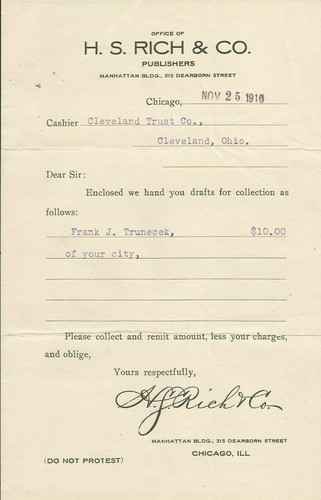 OFFICE OF
H. S. RICH & CO.
PUBLISHERS
MANHATTAN BLDG., 315 DEARBORN STREET
Chicago, NOV 25 1910
Cashier Cleveland Trust Co.,
Cleveland, Ohio.
Dear Sir:
Enclosed we hand you drafts for collection as
follows:
Frank J. Trunecek, $10.00
of your city,
Please collect and remit amount, less your charges,
and oblige,
Yours respectfully,
H.S. Rich & Co.
MANHATTAN BLDG., 315 DEARBORN STREET
CHICAGO, ILL
(DO NOT PROTEST)